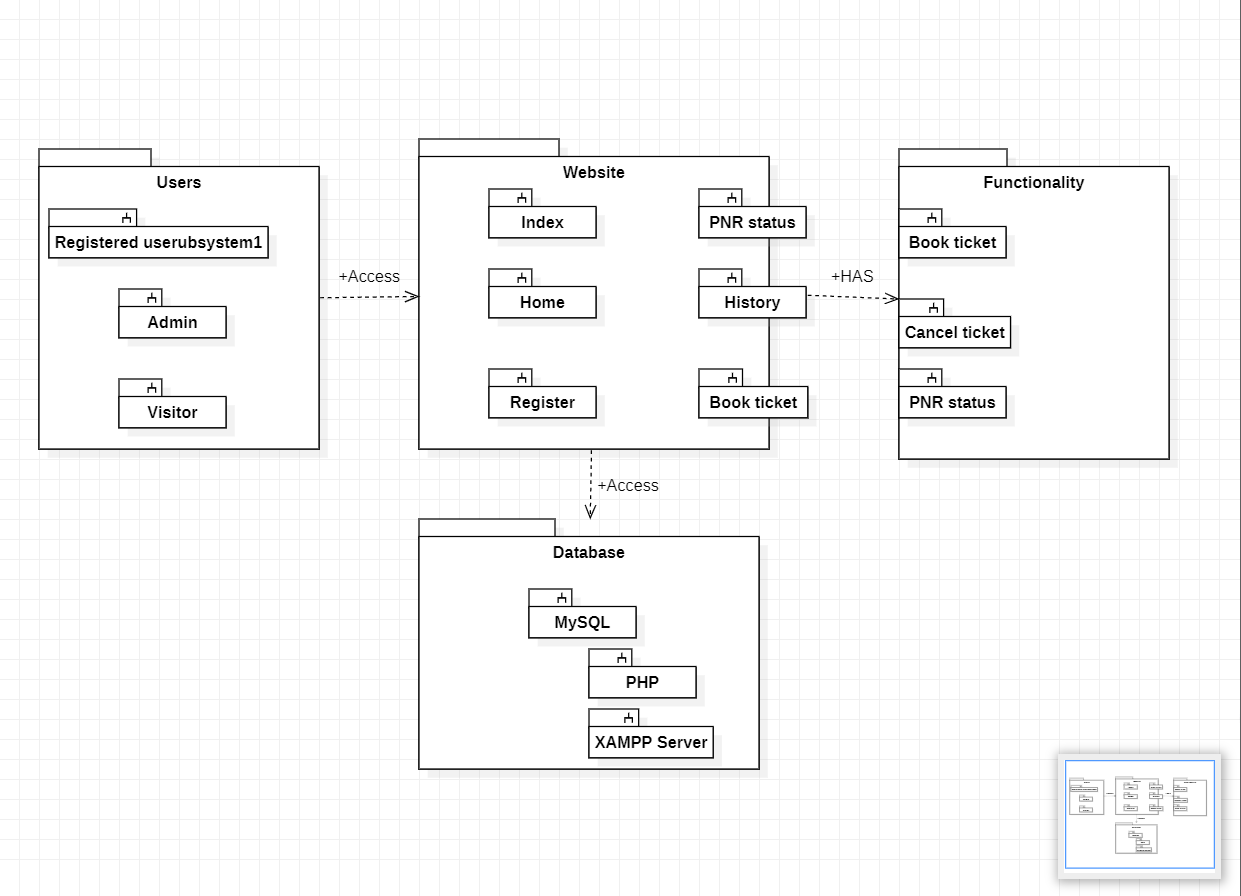 Users
Registered userubsystem1
Admin
Visitor
+Access
Website
Index
PNR status
Home
History
Register
Book ticket
+HAS
Functionality
Book ticket
Cancel ticket
PNR status
+Access
Database
MySQL
PHP
XAMPP Server